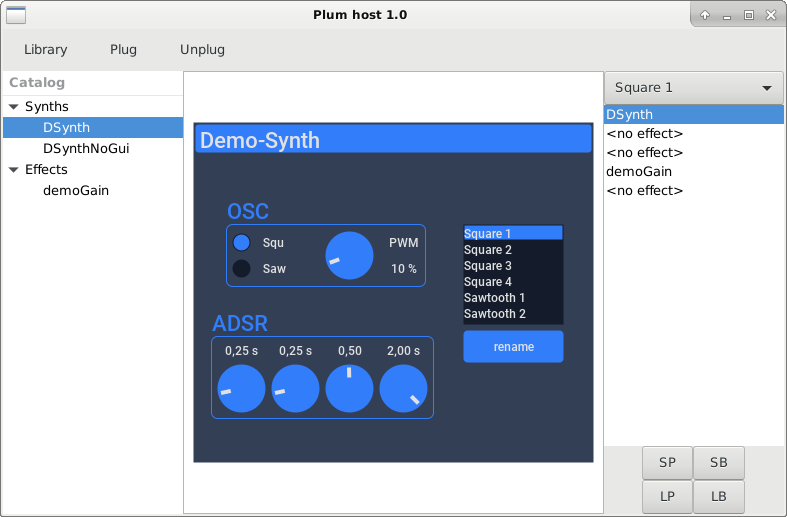 Plum host 1.0
Library Plug Unplug
Catalog
Synths
DSynth
DSynthNoGui
Effects
demoGain
Demo-Synth
OSC
Squ PWM
Saw 10 %
ADSR
0,25 s 0,25 s 0,50 2,00 s
Square 1
Square 2
Square 3
Square 4
Sawtooth 1
Sawtooth 2
rename
Square 1
DSynth
<no effect>
<no effect>
demoGain
<no effect>
SP SB
LP LB